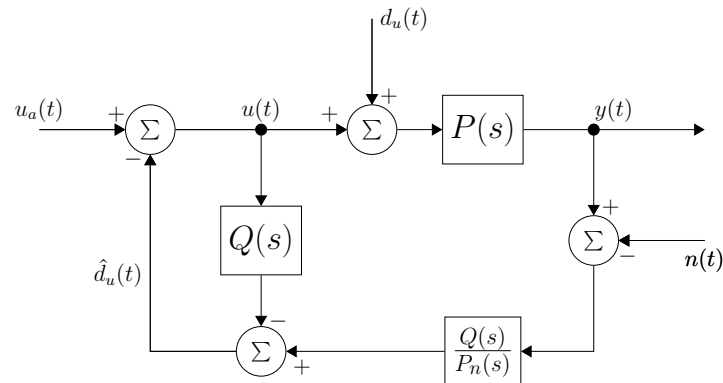 d_u(t)
u_a(t)
+
Σ
−
u(t)
+
+
Σ
P(s)
y(t)
Q(s)
+
Σ
−
n(t)
d̂_u(t)
−
Σ
+
Q(s)
P_n(s)